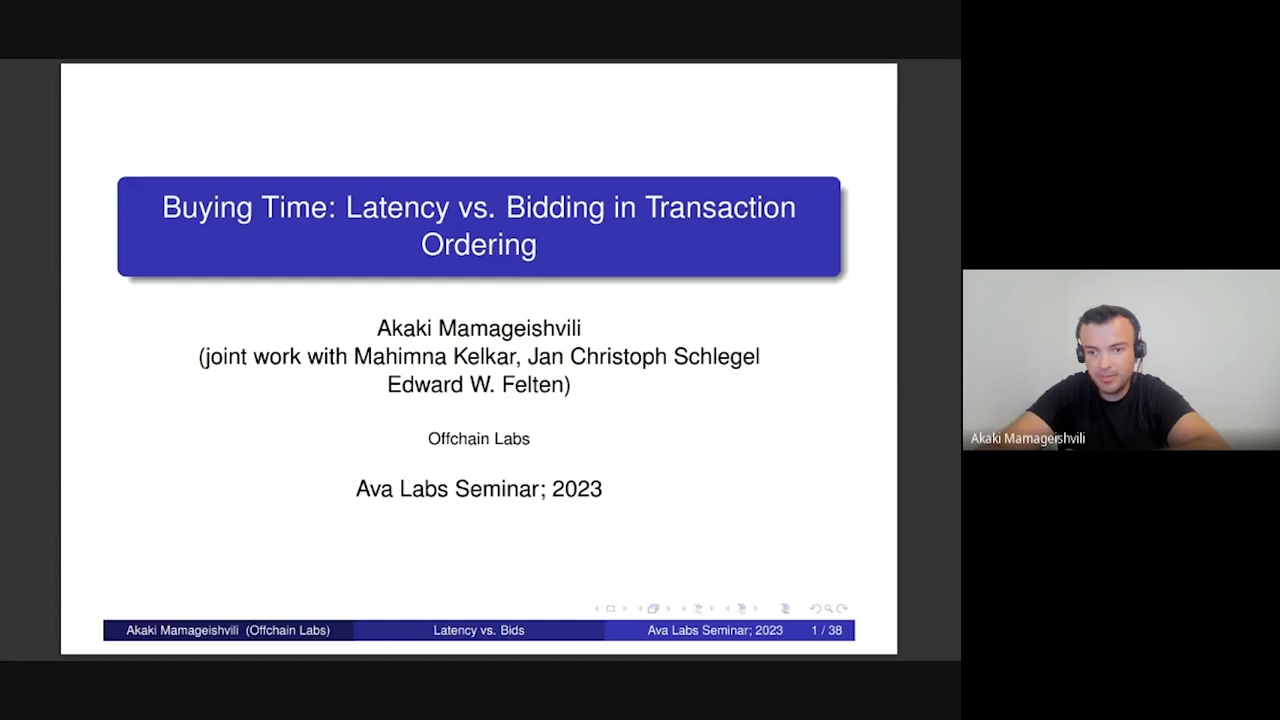 Buying Time: Latency vs. Bidding in Transaction
Ordering
Akaki Mamageishvili
(joint work with Mahimna Kelkar, Jan Christoph Schlegel
Edward W. Felten)
Offchain Labs
Ava Labs Seminar; 2023
Akaki Mamageishvili (Offchain Labs)
Latency vs. Bids
Ava Labs Seminar; 2023
1 / 38
Akaki Mamageishvili